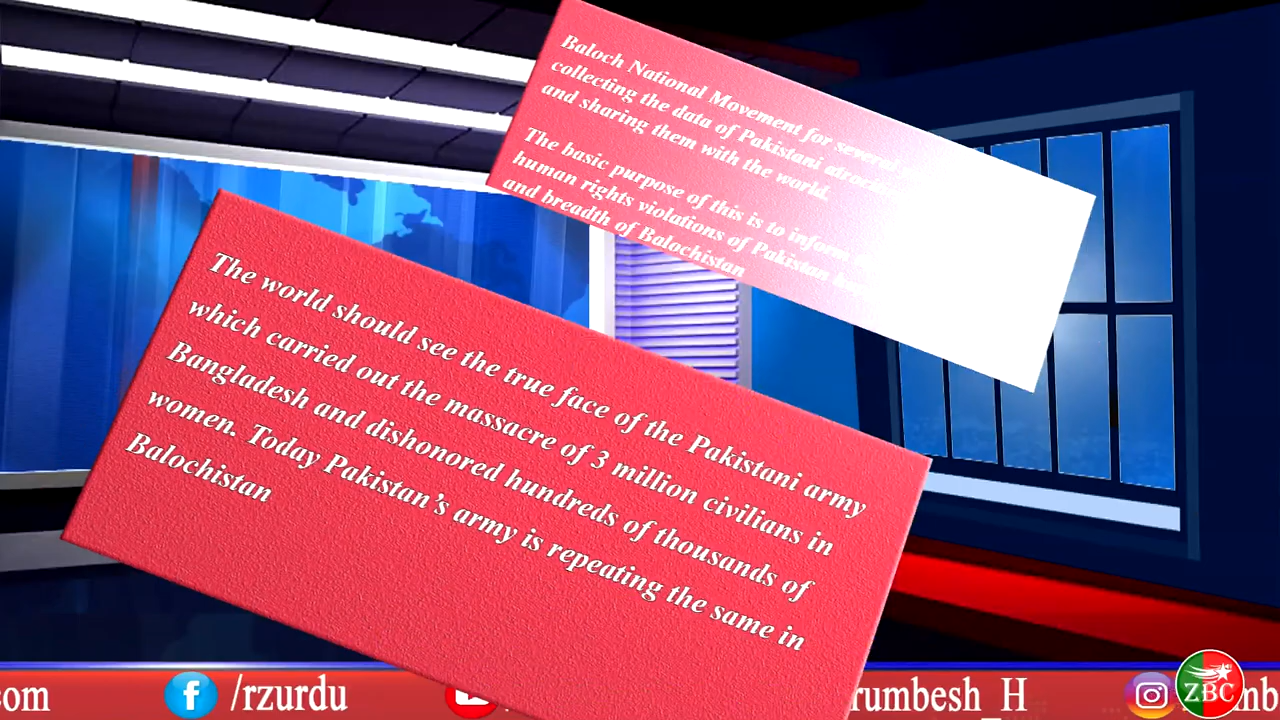 Baloch National Movement for several
collecting the data of Pakistani
and sharing them with the world.
The basic purpose of this is to inform
human rights violations of Pakistan
and breadth of Balochistan
The world should see the true face of the Pakistani army
which carried out the massacre of 3 million civilians in
Bangladesh and dishonored hundreds of thousands of
women. Today Pakistan's army is repeating the same in
Balochistan
com /rzurdu rumbesh_H ZBC mb